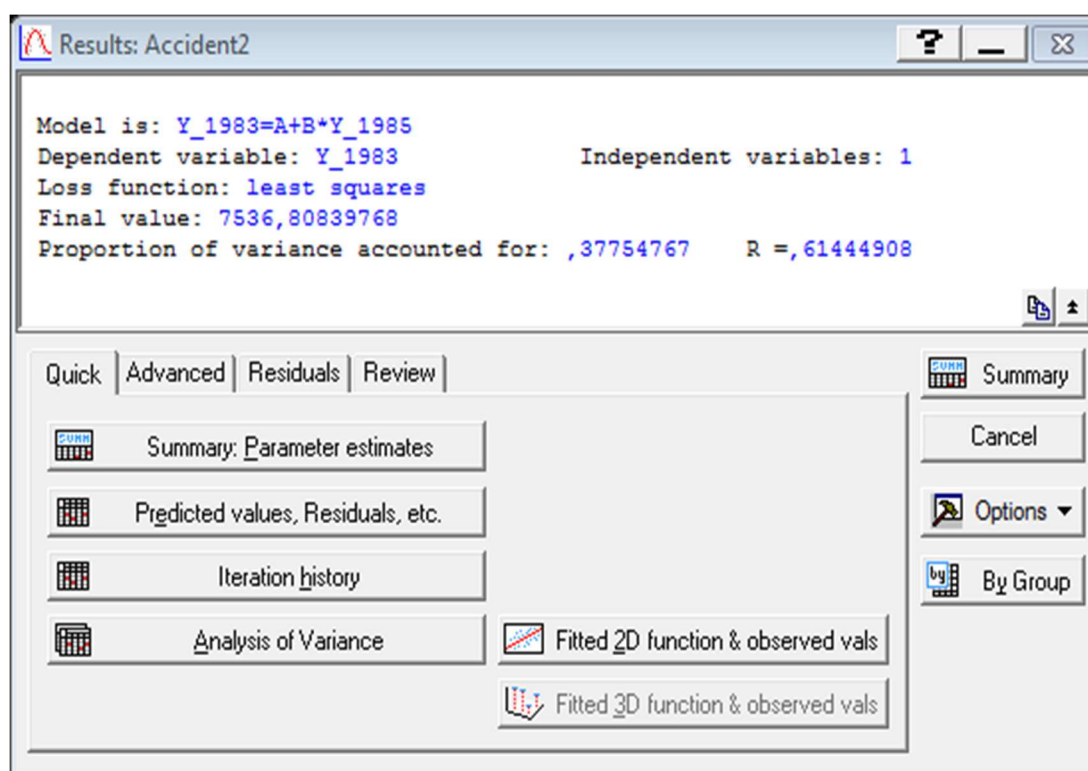 Results: Accident2
?
Model is: Y_1983=A+B*Y_1985
Dependent variable: Y_1983 Independent variables: 1
Loss function: least squares
Final value: 7536,80839768
Proportion of variance accounted for: ,37754767 R =,61444908
Quick Advanced Residuals Review
SUMM Summary
SUMM Summary: Parameter estimates
Cancel
Predicted values, Residuals, etc.
Options
Iteration history
by By Group
Analysis of Variance
Fitted 2D function & observed vals
Fitted 3D function & observed vals